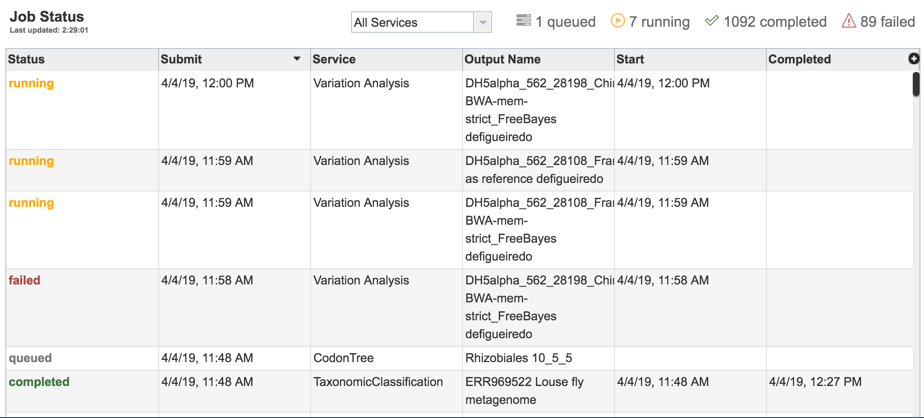 Job Status
Last updated: 2:29:01
All Services
1 queued
7 running
1092 completed
89 failed
Status Submit Service Output Name Start Completed
running 4/4/19, 12:00 PM Variation Analysis DH5alpha_562_28198_Chi 4/4/19, 12:00 PM
BWA-mem-
strict_FreeBayes
defigueiredo
running 4/4/19, 11:59 AM Variation Analysis DH5alpha_562_28108_Fra 4/4/19, 11:59 AM
as reference defigueiredo
running 4/4/19, 11:59 AM Variation Analysis DH5alpha_562_28108_Fra 4/4/19, 11:59 AM
BWA-mem-
strict_FreeBayes
defigueiredo
failed 4/4/19, 11:58 AM Variation Analysis DH5alpha_562_28198_Chi 4/4/19, 11:58 AM
BWA-mem-
strict_FreeBayes
defigueiredo
queued 4/4/19, 11:48 AM CodonTree Rhizobiales 10_5_5
completed 4/4/19, 11:48 AM TaxonomicClassification ERR969522 Louse fly 4/4/19, 11:48 AM 4/4/19, 12:27 PM
metagenome